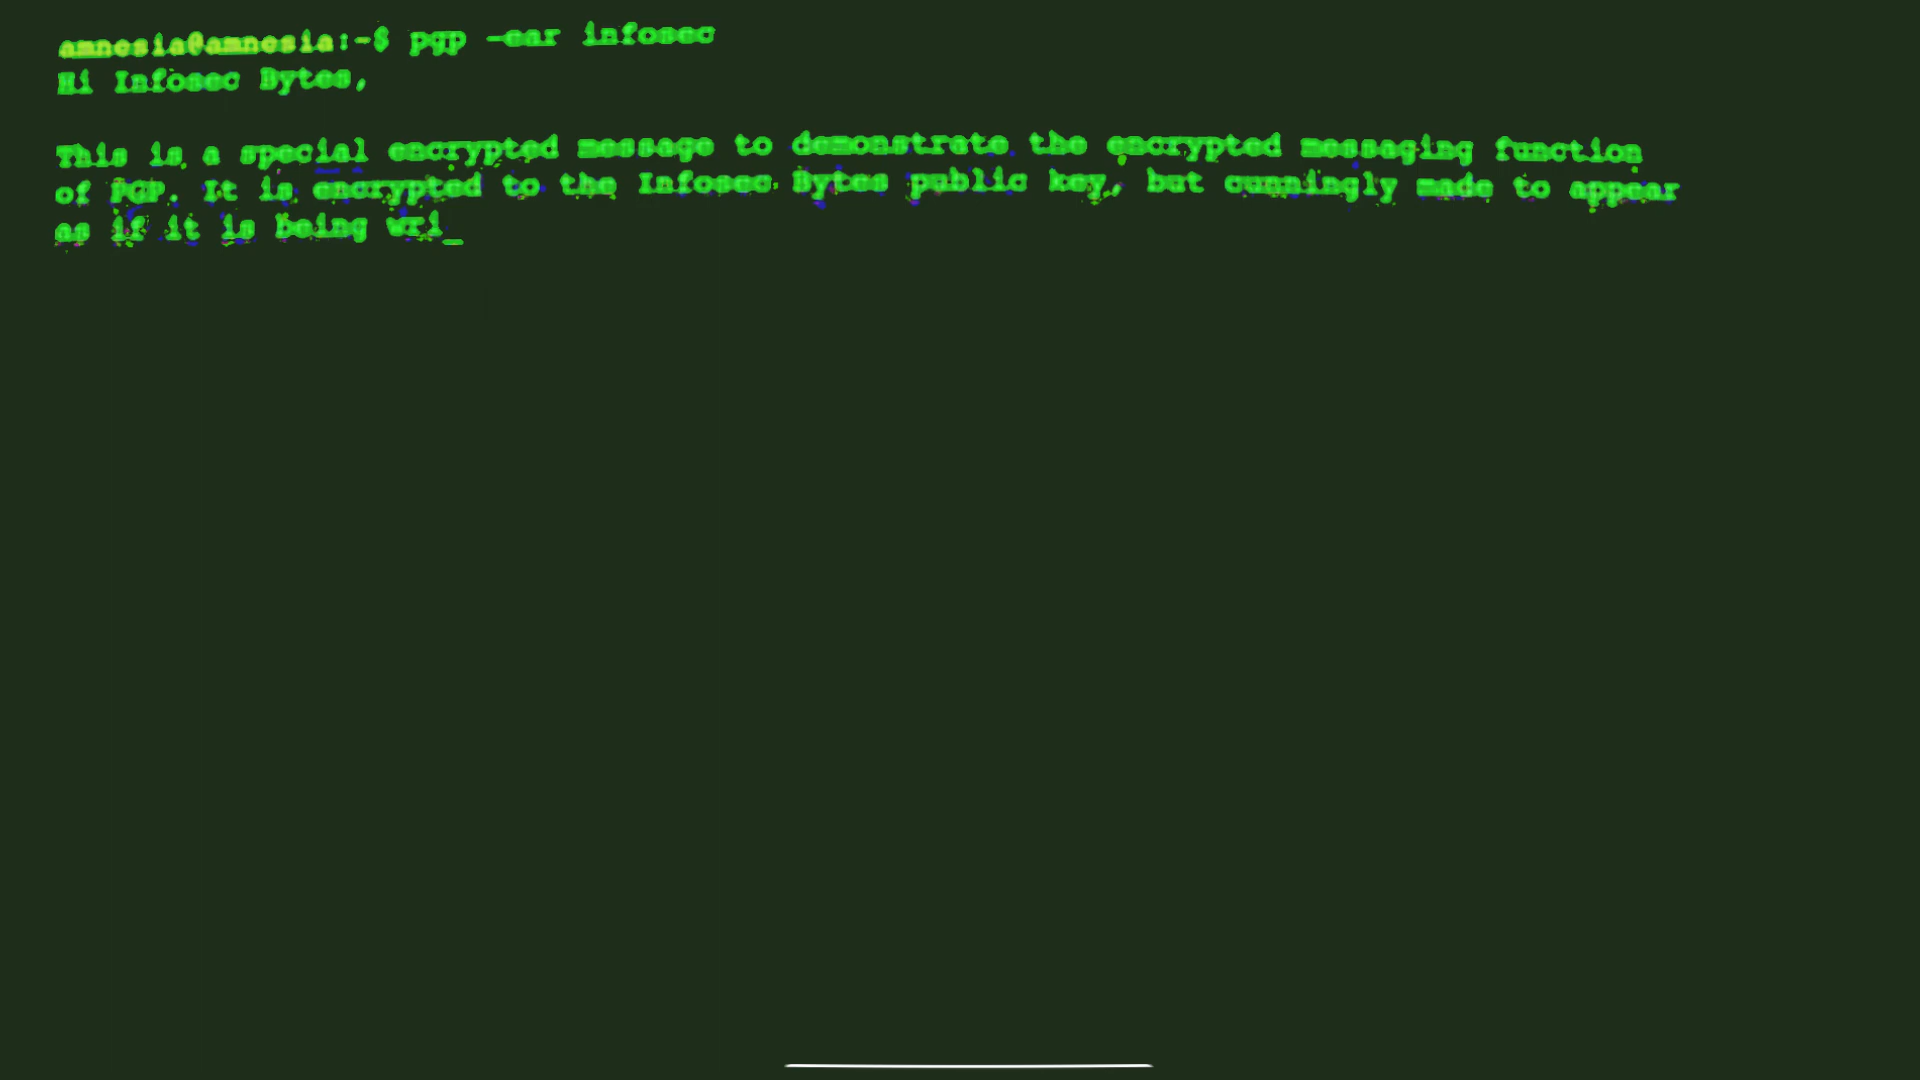 amnesia@amnesia:~$ pgp -ear infosec
Hi Infosec Bytes,
This is a special encrypted message to demonstrate the encrypted messaging function
of PGP. It is encrypted to the Infosec Bytes public key, but cunningly made to appear
as if it is being wri_